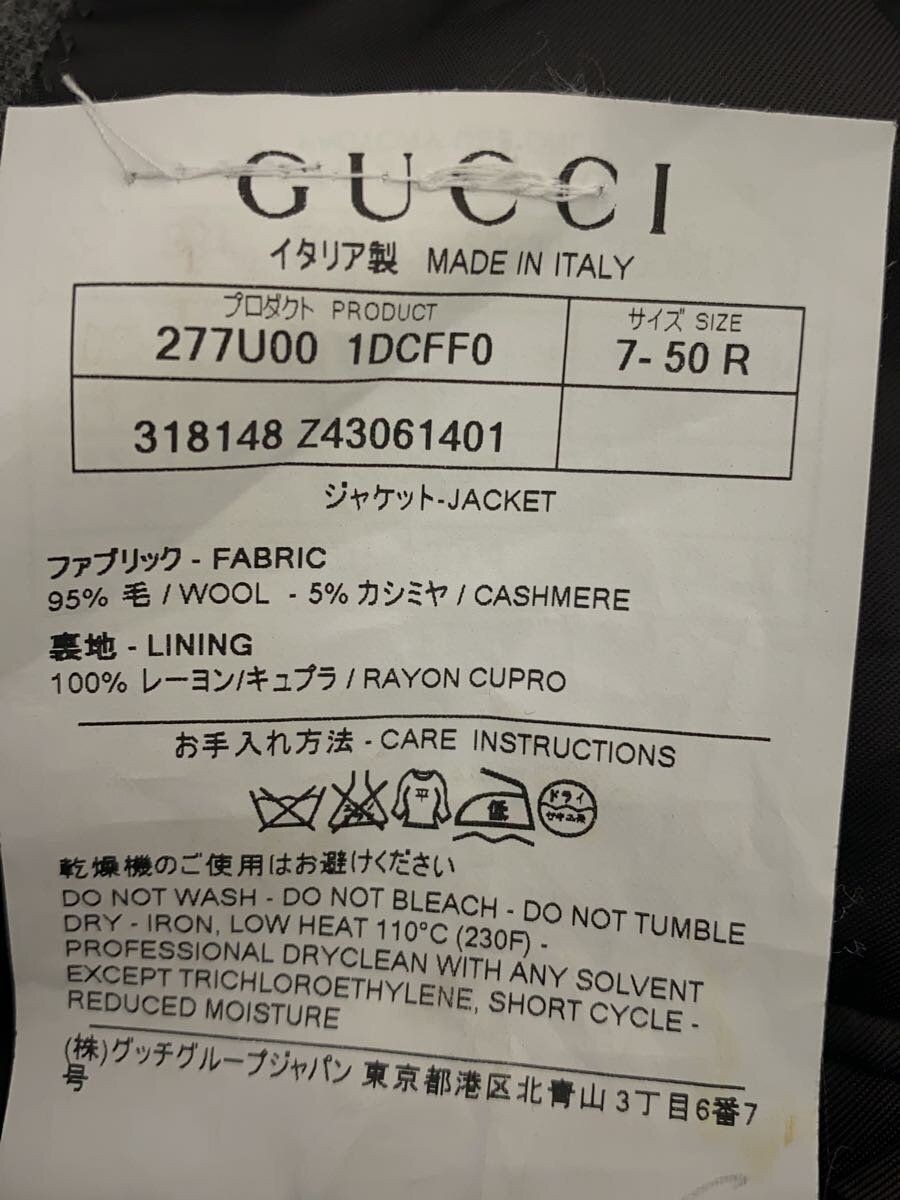 GUCCI
イタリア製 MADE IN ITALY
プロダクト PRODUCT
277U00 1DCFF0
サイズ SIZE
7- 50 R
318148 Z43061401
ジャケット-JACKET
ファブリック - FABRIC
95% 毛 / WOOL - 5% カシミヤ / CASHMERE
裏地 - LINING
100% レーヨン/キュプラ / RAYON CUPRO
お手入れ方法 - CARE INSTRUCTIONS
平
低
ドライ
乾燥機のご使用はお避けください
DO NOT WASH - DO NOT BLEACH - DO NOT TUMBLE
DRY - IRON, LOW HEAT 110°C (230F) -
PROFESSIONAL DRYCLEAN WITH ANY SOLVENT
EXCEPT TRICHLOROETHYLENE, SHORT CYCLE -
REDUCED MOISTURE
(株)グッチグループジャパン 東京都港区北青山 3丁目6番7
号